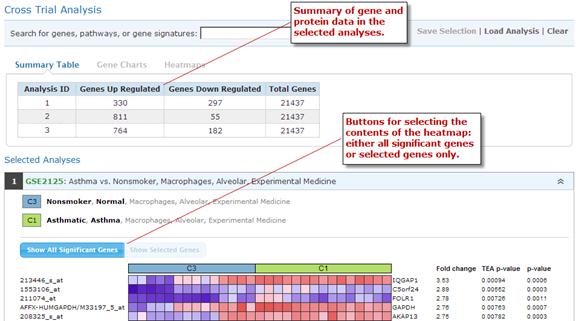 Cross Trial Analysis
Summary of gene and
protein data in the
selected analyses.
Search for genes, pathways, or gene signatures:
Save Selection | Load Analysis | Clear
Summary Table Gene Charts Heatmaps
Analysis ID Genes Up Regulated Genes Down Regulated Total Genes
1 330 297 21437
2 811 55 21437
3 764 182 21437
Buttons for selecting the
contents of the heatmap:
either all significant genes
or selected genes only.
Selected Analyses
1 GSE2125: Asthma vs. Nonsmoker, Macrophages, Alveolar, Experimental Medicine
C3 Nonsmoker, Normal, Macrophages, Alveolar, Experimental Medicine
C1 Asthmatic, Asthma, Macrophages, Alveolar, Experimental Medicine
Show All Significant Genes Show Selected Genes
C3 C1 Fold change TEA p-value p-value
213446_s_at IQGAP1 3.53 0.00094 0.0006
1553106_at C5orf24 2.89 0.00552 0.0003
211074_at FOLR1 2.78 0.00726 0.0011
AFFX-HUMGAPDH/M33197_5_at GAPDH 2.76 0.00763 0.0007
208325_s_at AKAP13 2.75 0.00782 0.0003